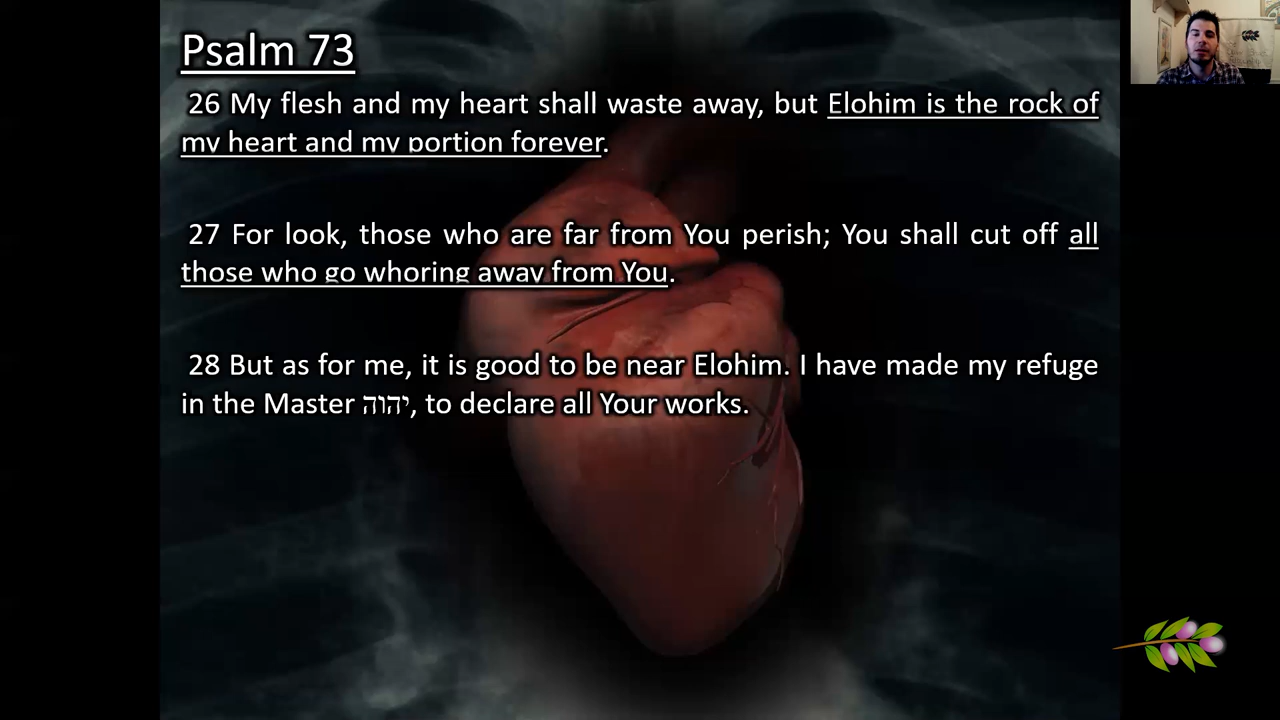 Psalm 73
26 My flesh and my heart shall waste away, but Elohim is the rock of
my heart and my portion forever.
27 For look, those who are far from You perish; You shall cut off all
those who go whoring away from You.
28 But as for me, it is good to be near Elohim. I have made my refuge
in the Master יהוה, to declare all Your works.